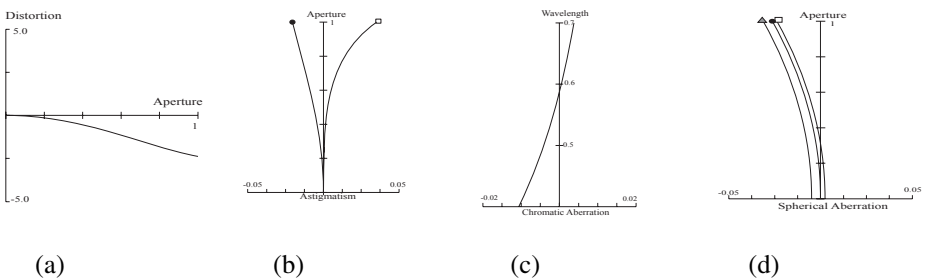 Distortion
5.0
Aperture
1
-5.0
(a)
Aperture
1
-0.05
0.05
Astigmatism
(b)
Wavelength
0.7
0.6
0.5
-0.02
0.02
Chromatic Aberration
(c)
Aperture
1
-0.05
0.05
Spherical Aberration
(d)